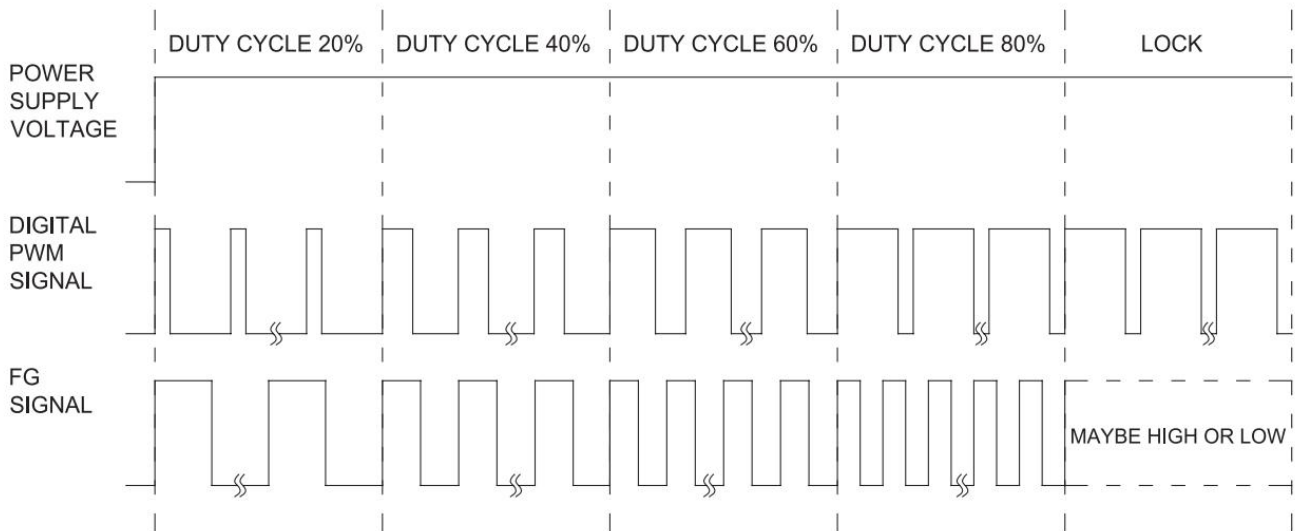 DUTY CYCLE 20%
DUTY CYCLE 40%
DUTY CYCLE 60%
DUTY CYCLE 80%
LOCK
POWER
SUPPLY
VOLTAGE
DIGITAL
PWM
SIGNAL
FG
SIGNAL
MAYBE HIGH OR LOW